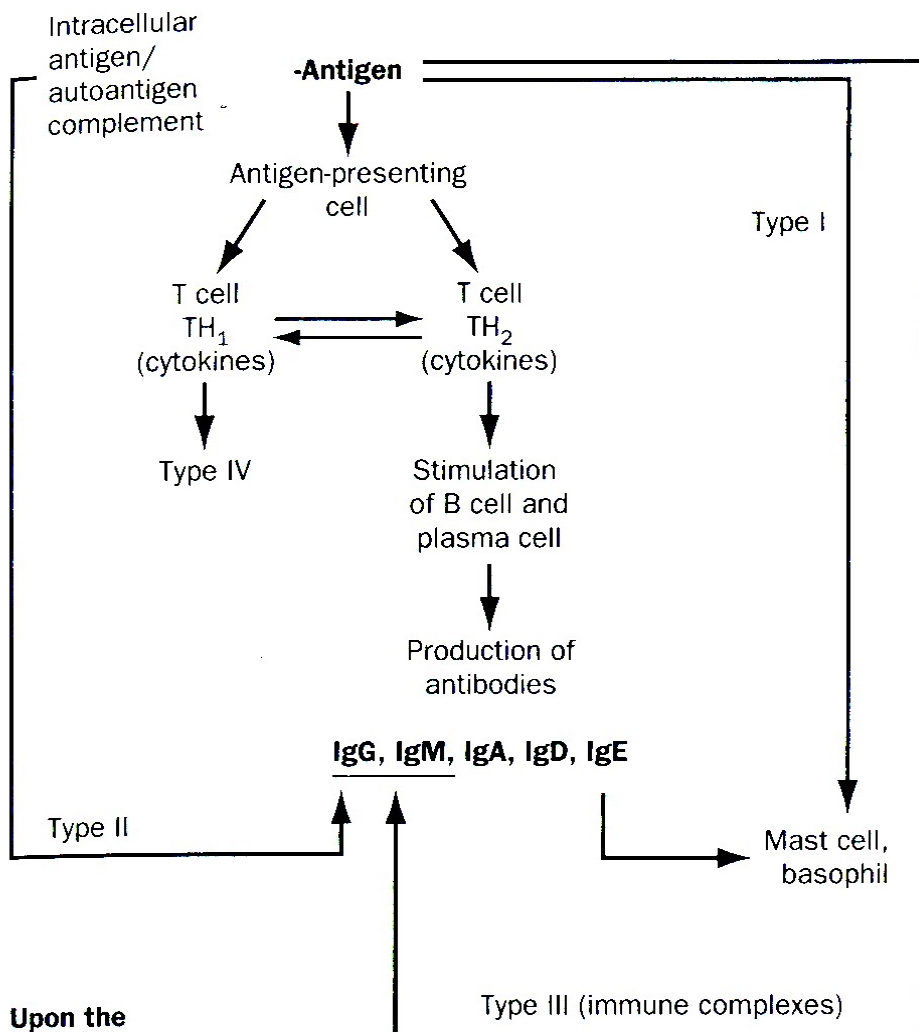 Intracellular
antigen/
autoantigen
complement
-Antigen
Antigen-presenting
cell
Type I
T cell
TH₁
(cytokines)
T cell
TH₂
(cytokines)
Type IV
Stimulation
of B cell and
plasma cell
Production of
antibodies
IgG, IgM, IgA, IgD, IgE
Type II
Mast cell,
basophil
Type III (immune complexes)
Upon the